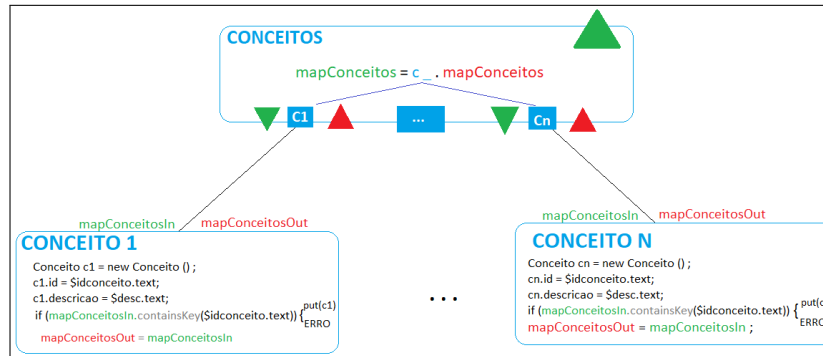 CONCEITOS
mapConceitos = c _ . mapConceitos
C1
...
Cn
mapConceitosIn mapConceitosOut
CONCEITO 1
Conceito c1 = new Conceito () ;
c1.id = $idconceito.text;
c1.descricao = $desc.text;
if (mapConceitosIn.containsKey($idconceito.text)) { put(c1)
ERRO
mapConceitosOut = mapConceitosIn
...
mapConceitosIn mapConceitosOut
CONCEITO N
Conceito cn = new Conceito () ;
cn.id = $idconceito.text;
cn.descricao = $desc.text;
if (mapConceitosIn.containsKey($idconceito.text)) { put(c
ERRO
mapConceitosOut = mapConceitosIn ;